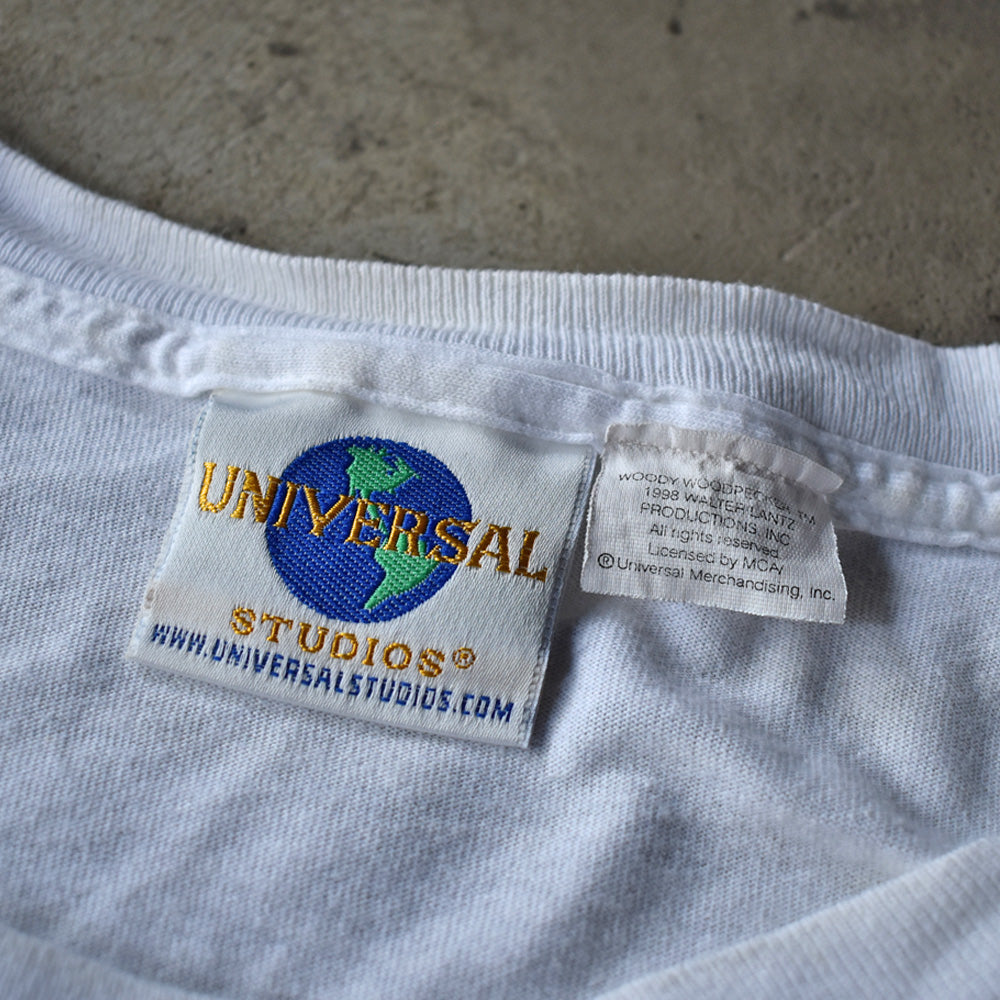 UNIVERSAL
STUDIOS®
WWW.UNIVERSALSTUDIOS.COM
WOODY WOODPECKER TM
1998 WALTER LANTZ
PRODUCTIONS, INC
All rights reserved
Licensed by MCA/
® Universal Merchandising, Inc.